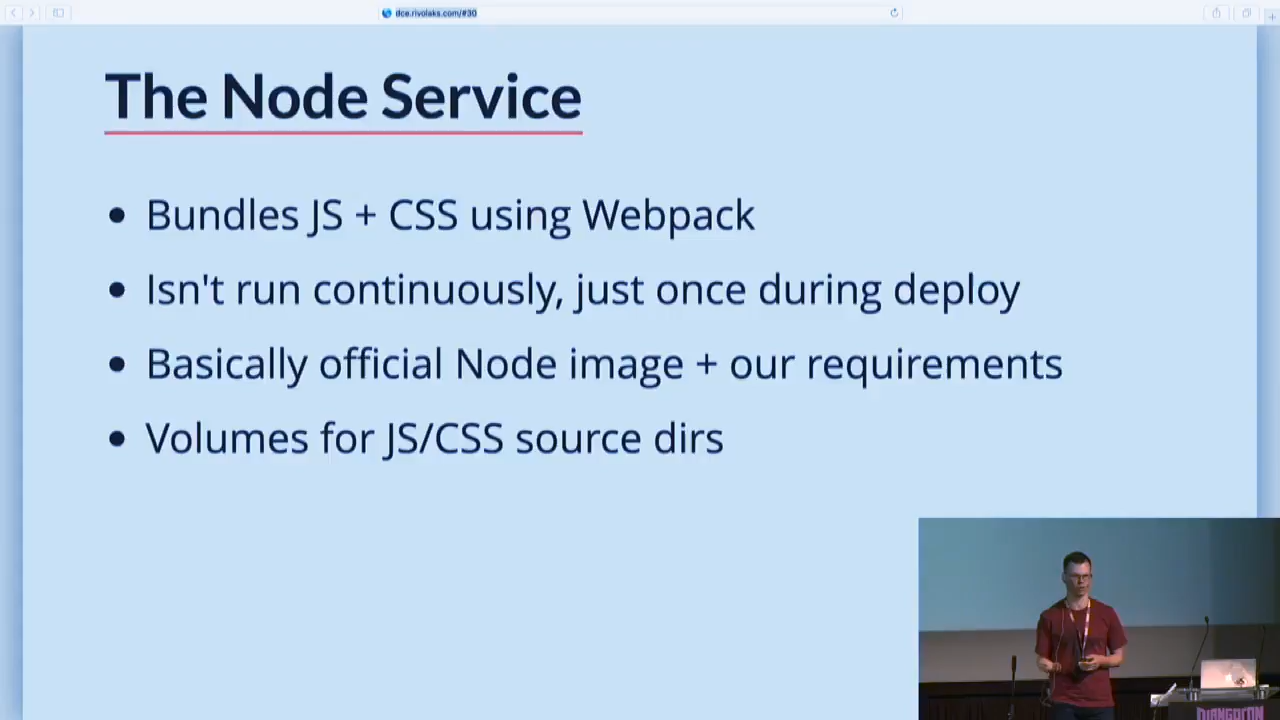 dce.rivolaks.com/#30
The Node Service
Bundles JS + CSS using Webpack
Isn't run continuously, just once during deploy
Basically official Node image + our requirements
Volumes for JS/CSS source dirs
DJANGOCON